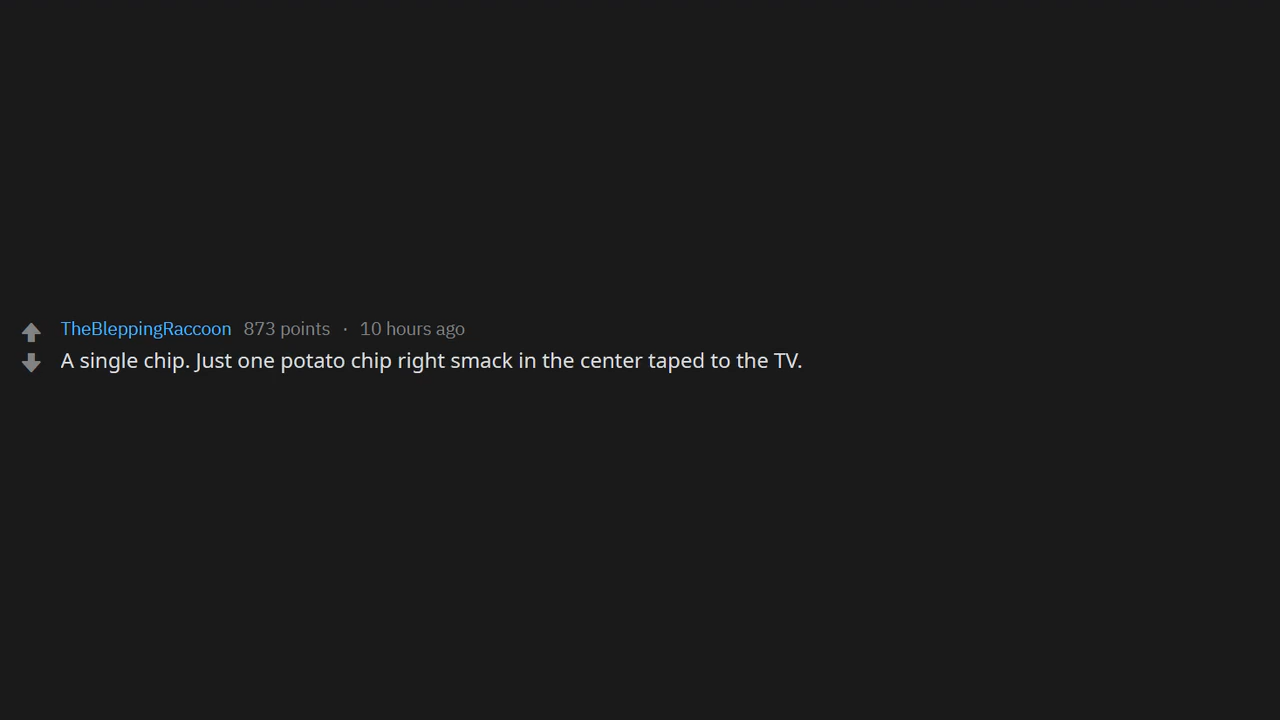 TheBleppingRaccoon 873 points · 10 hours ago
A single chip. Just one potato chip right smack in the center taped to the TV.